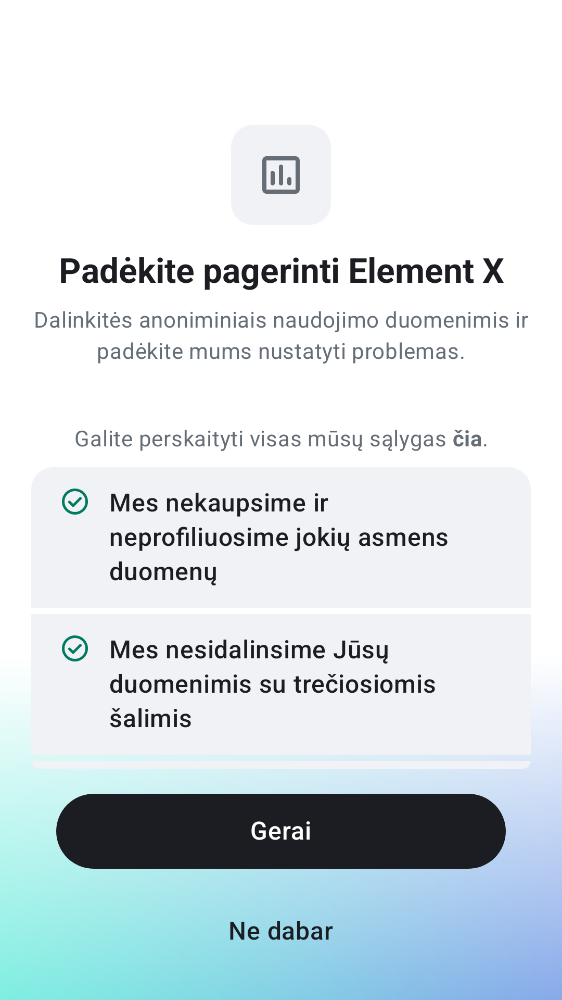 Padėkite pagerinti Element X
Dalinkitės anoniminiais naudojimo duomenimis ir
padėkite mums nustatyti problemas.
Galite perskaityti visas mūsų sąlygas čia.
Mes nekaupsime ir
neprofiliuosime jokių asmens
duomenų
Mes nesidalinsime Jūsų
duomenimis su trečiosiomis
šalimis
Gerai
Ne dabar